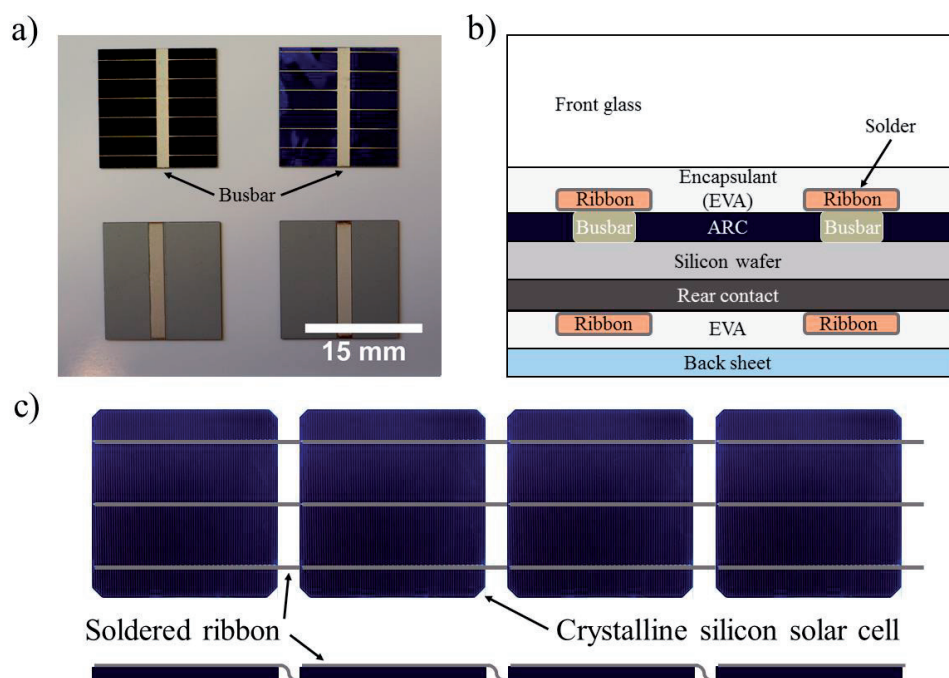 a)
Busbar
15 mm
b)
Front glass
Solder
Encapsulant
(EVA)
Ribbon
Ribbon
Busbar
ARC
Busbar
Silicon wafer
Rear contact
Ribbon
EVA
Ribbon
Back sheet
c)
Soldered ribbon
Crystalline silicon solar cell